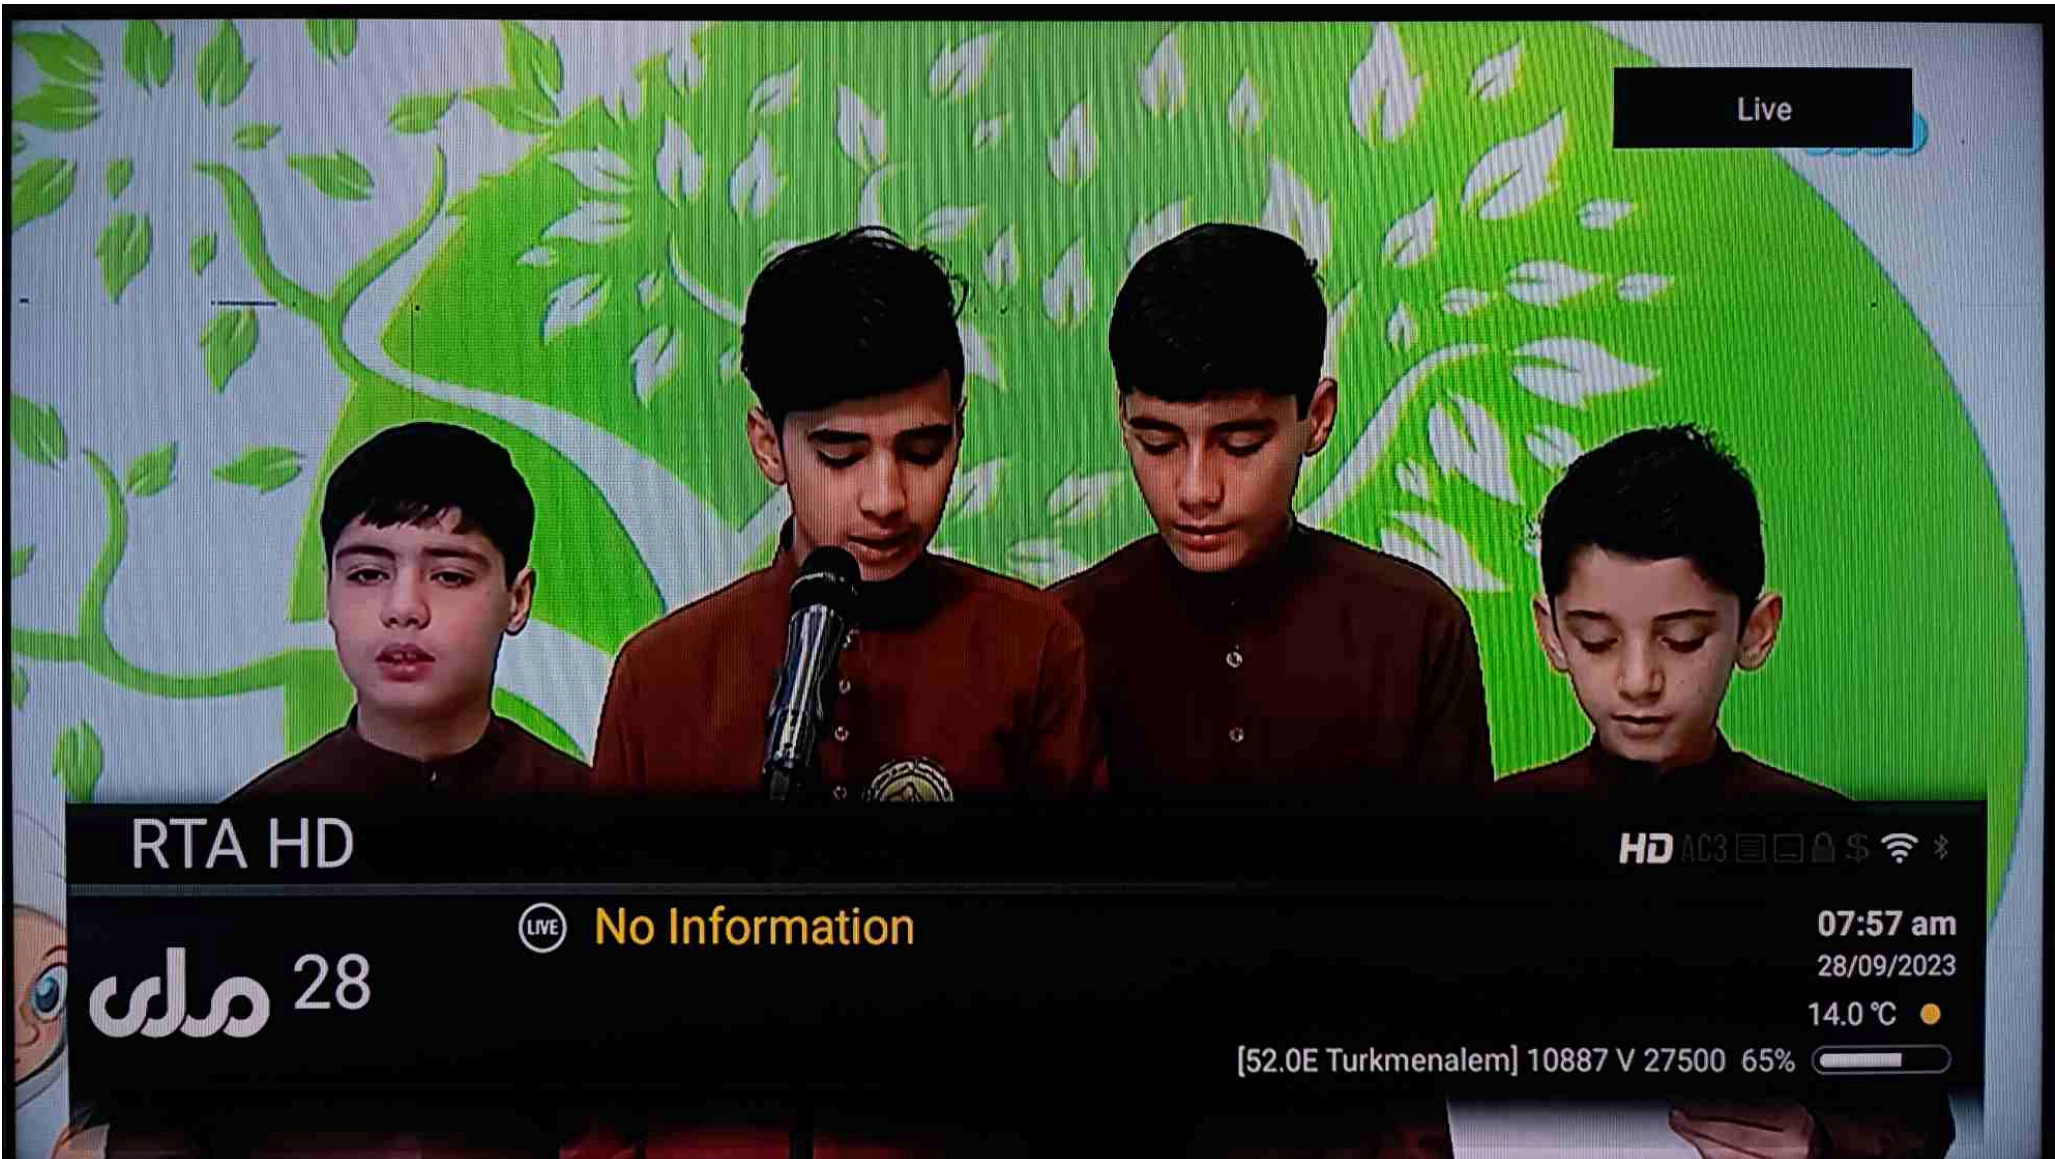 Live
RTA HD
HD AC3 $
LIVE No Information
07:57 am
28/09/2023
ملی 28
14.0 °C
[52.0E Turkmenalem] 10887 V 27500 65%